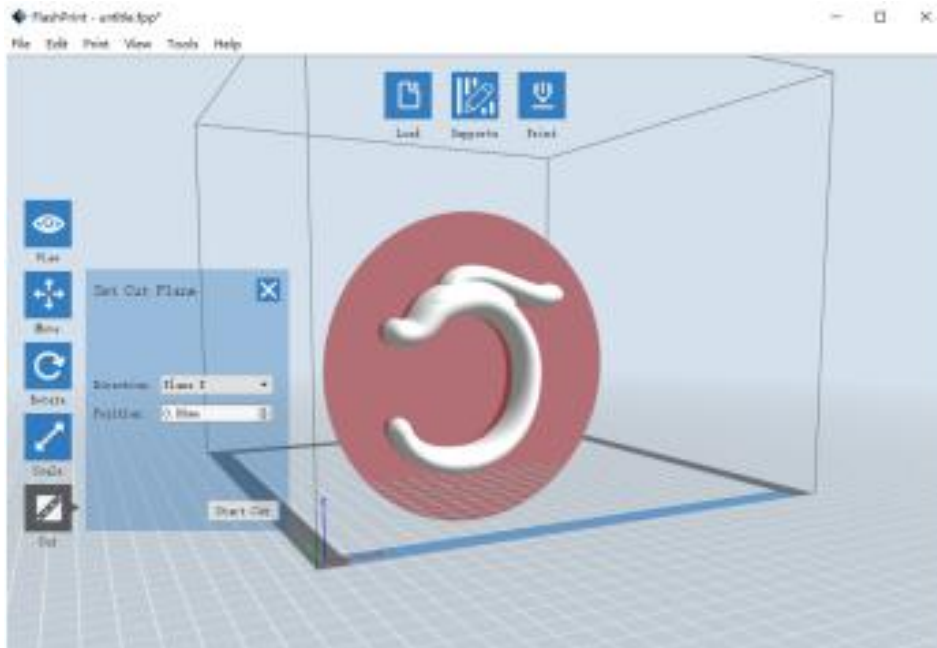 FlashPrint - untitle.fpp*
File Edit Print View Tools Help
Load Supports Print
View
Move
Rotate
Scale
Cut
Set Cut Plane
Direction: 
Position: 
Start Cut